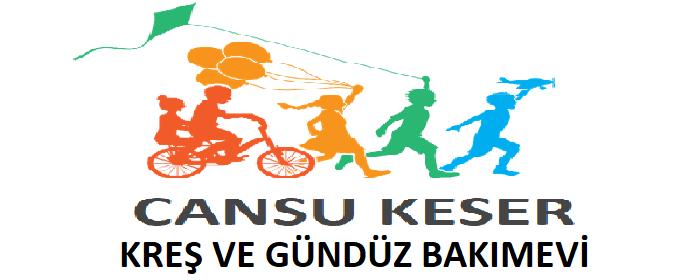 CANSU KESER
KREŞ VE GÜNDÜZ BAKIMEVİ